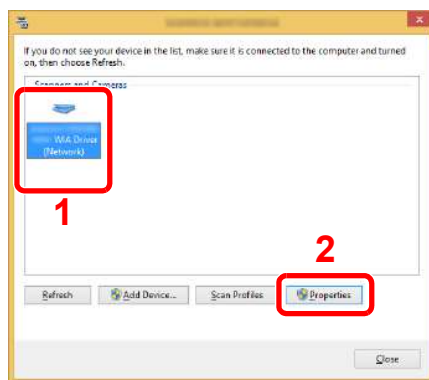 If you do not see your device in the list, make sure it is connected to the computer and turned
on, then choose Refresh.
Scanners and Cameras
WIA Driver
(Network)
1
2
Refresh
Add Device...
Scan Profiles
Properties
Close